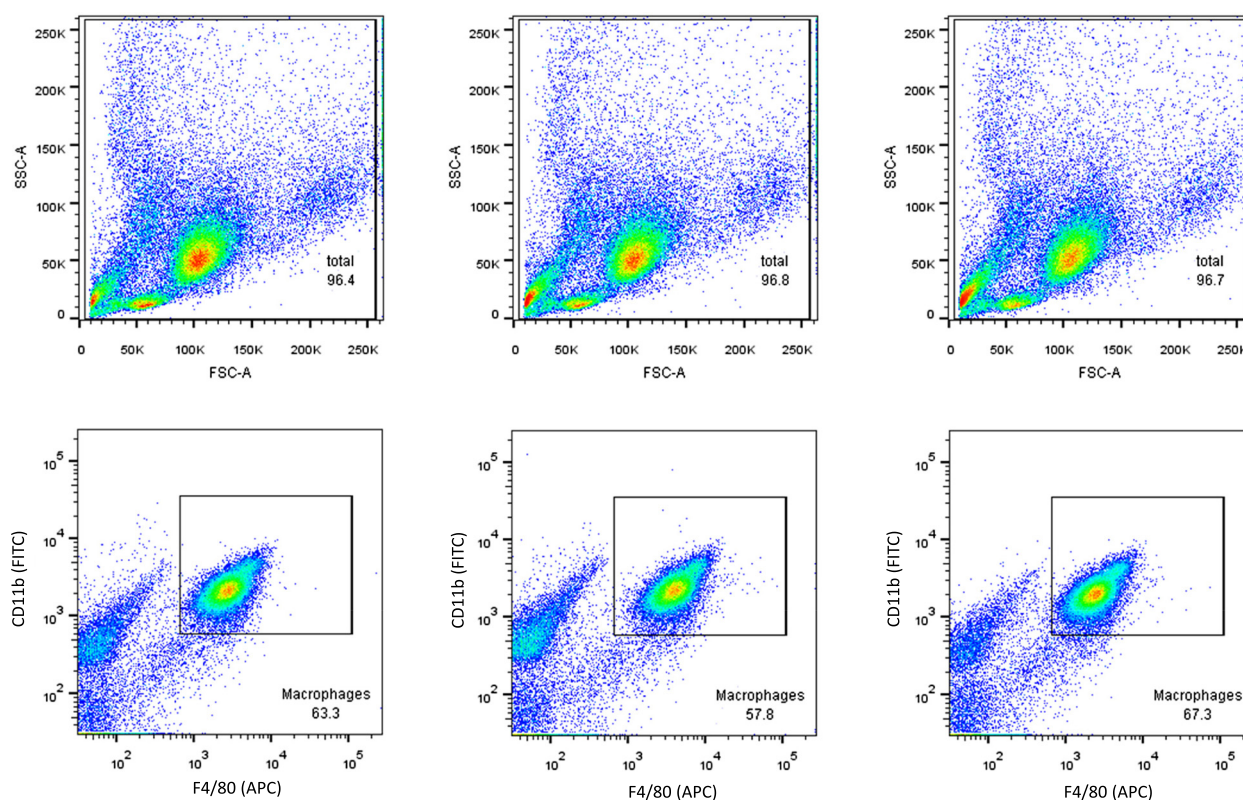 250K
200K
150K
100K
50K
0
SSC-A
total
96.4
0 50K 100K 150K 200K 250K
FSC-A
250K
200K
150K
100K
50K
0
SSC-A
total
96.8
0 50K 100K 150K 200K 250K
FSC-A
250K
200K
150K
100K
50K
0
SSC-A
total
96.7
0 50K 100K 150K 200K 250K
FSC-A
10^5
10^4
10^3
10^2
CD11b (FITC)
Macrophages
63.3
10^2 10^3 10^4 10^5
F4/80 (APC)
10^5
10^4
10^3
10^2
CD11b (FITC)
Macrophages
57.8
10^2 10^3 10^4 10^5
F4/80 (APC)
10^5
10^4
10^3
10^2
CD11b (FITC)
Macrophages
67.3
10^2 10^3 10^4 10^5
F4/80 (APC)